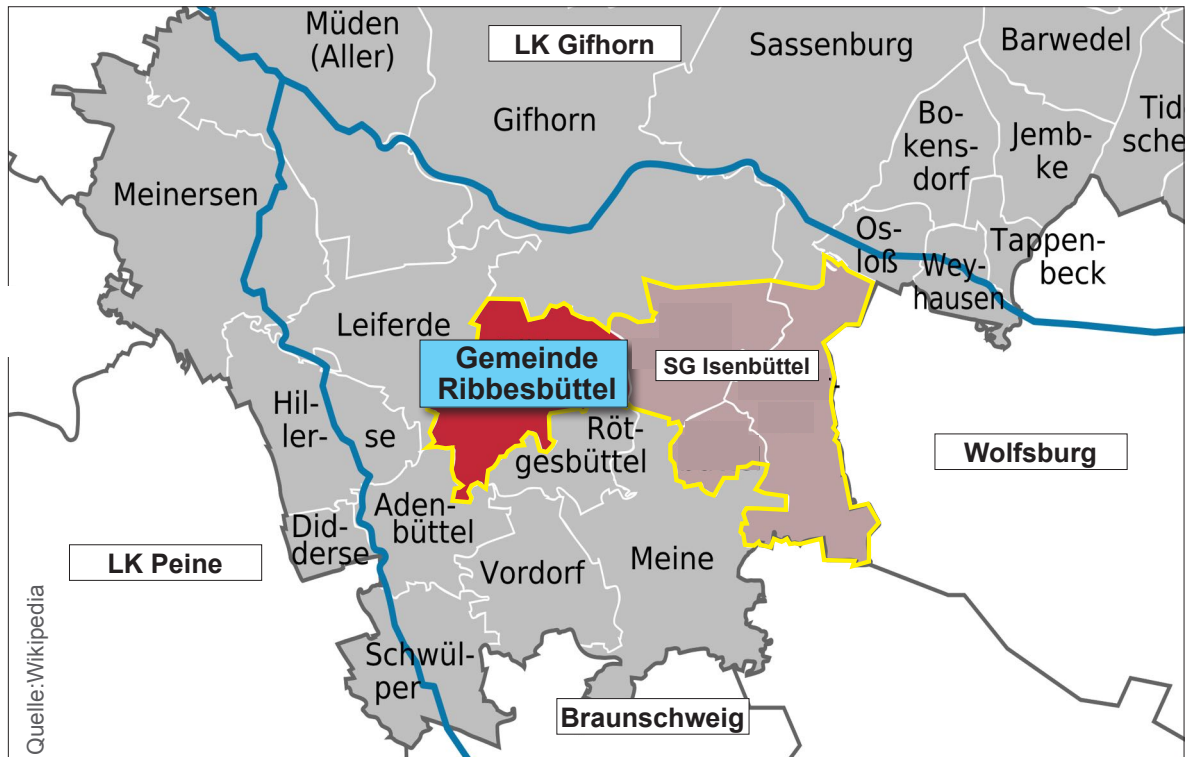 Müden
(Aller)
LK Gifhorn
Sassenburg
Barwedel
Gifhorn
Bo-
kens-
dorf
Jemb-
ke
Tid-
sche
Meinersen
Os-
loß
Wey-
hausen
Tappen-
beck
Leiferde
Gemeinde
Ribbesbüttel
SG Isenbüttel
Hil-
ler-
se
Röt-
gesbüttel
Wolfsburg
Aden-
büttel
Did-
derse
LK Peine
Vordorf
Meine
Schwül-
per
Braunschweig
Quelle:Wikipedia